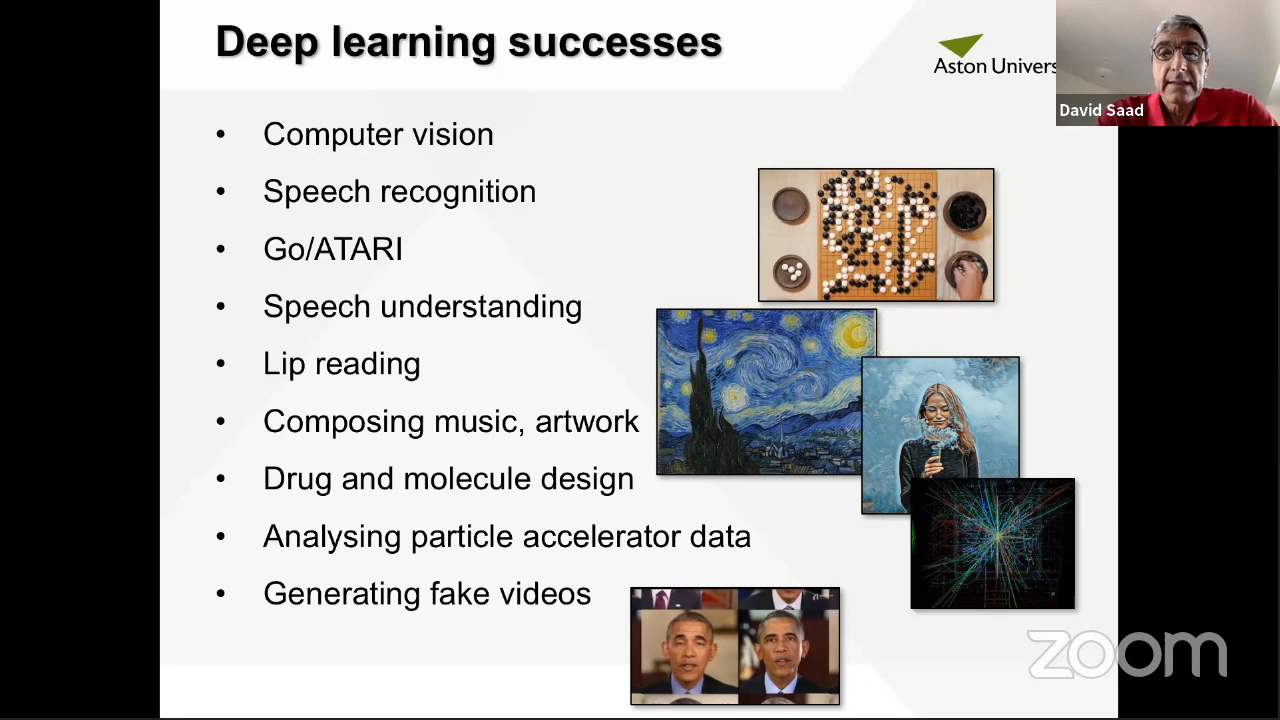 Deep learning successes
Aston Univers
David Saad
• Computer vision
• Speech recognition
• Go/ATARI
• Speech understanding
• Lip reading
• Composing music, artwork
• Drug and molecule design
• Analysing particle accelerator data
• Generating fake videos
zoom